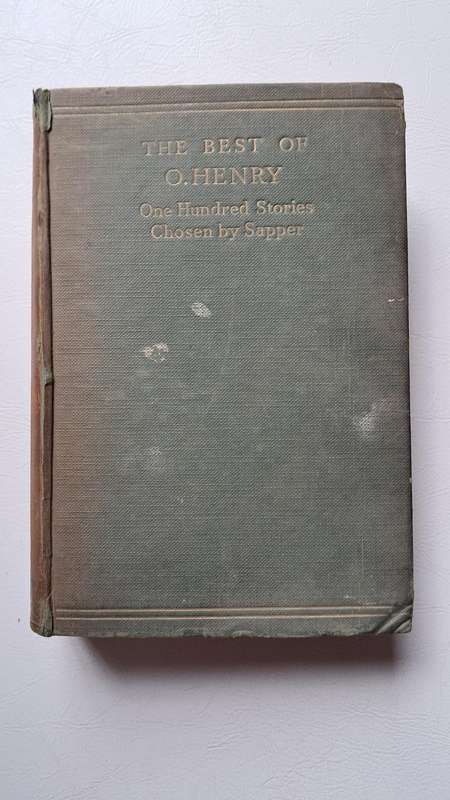 THE BEST OF
O. HENRY
One Hundred Stories
Chosen by Sapper